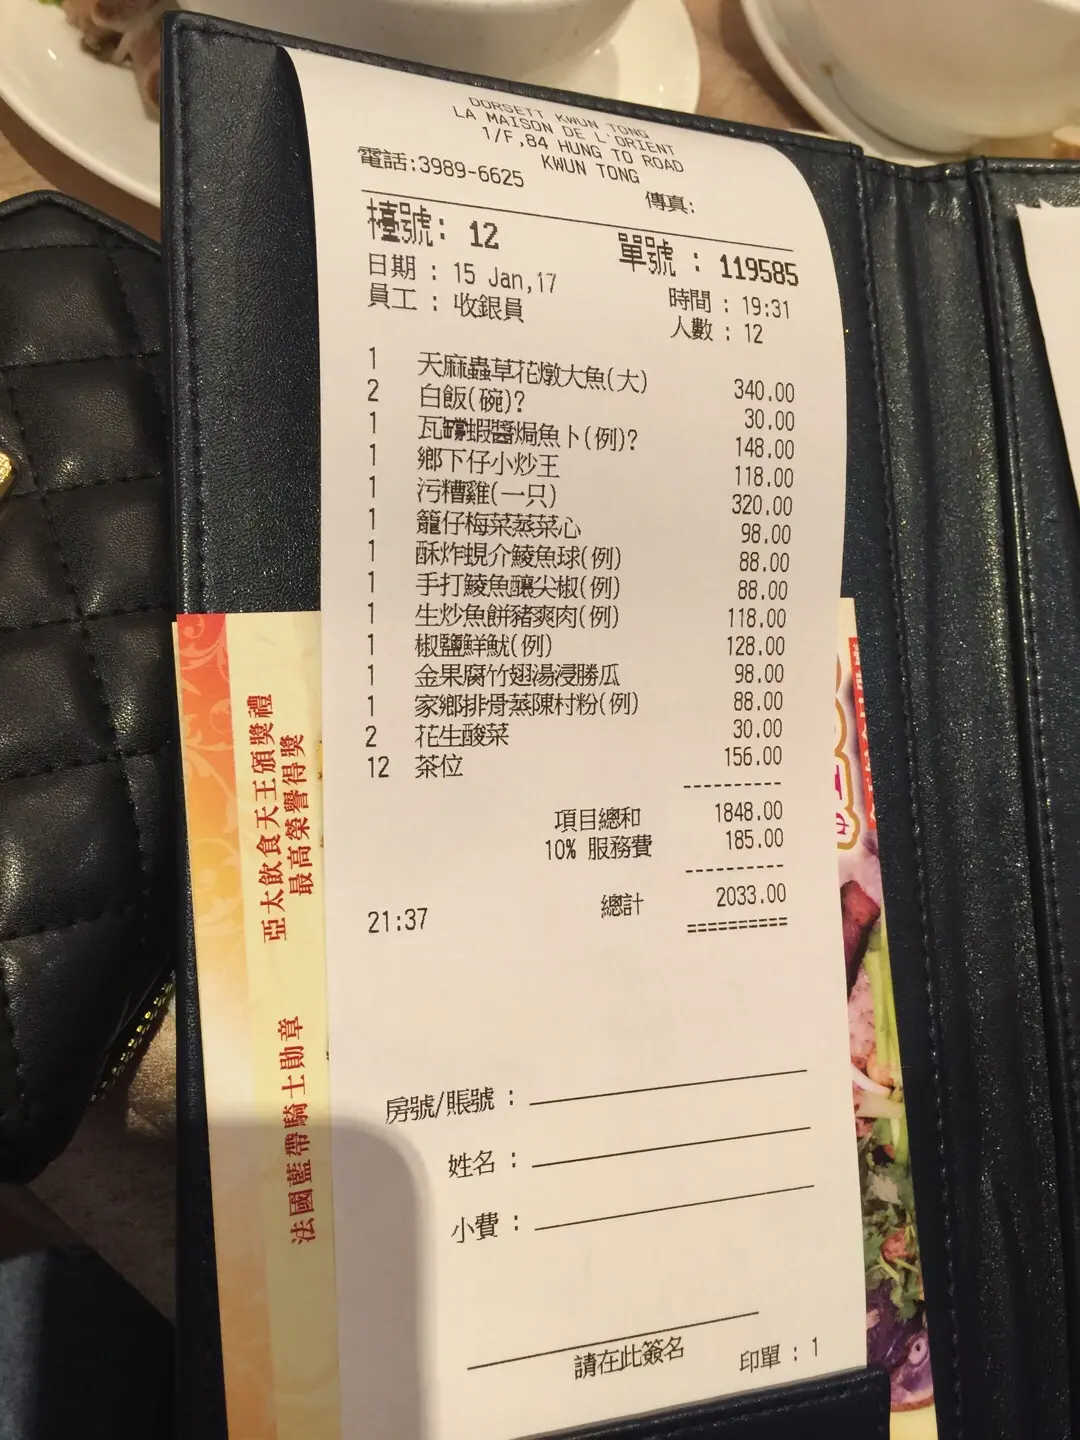 DORSETT KWUN TONG
LA MAISON DE L'ORIENT
1/F,84 HUNG TO ROAD
KWUN TONG
電話:3989-6625 傳真:
檯號: 12 單號 : 119585
日期 : 15 Jan,17 時間 : 19:31
員工 : 收銀員 人數 : 12
1 天麻蟲草花燉大魚(大) 340.00
2 白飯(碗)? 30.00
1 瓦罉蝦醬焗魚卜(例)? 148.00
1 鄉下仔小炒王 118.00
1 污糟雞(一只) 320.00
1 籠仔梅菜蒸菜心 98.00
1 酥炸蜆介鯪魚球(例) 88.00
1 手打鯪魚釀尖椒(例) 88.00
1 生炒魚餅豬爽肉(例) 118.00
1 椒鹽鮮魷(例) 128.00
1 金果腐竹翅湯浸勝瓜 98.00
1 家鄉排骨蒸陳村粉(例) 88.00
2 花生酸菜 30.00
12 茶位 156.00
項目總和 1848.00
10% 服務費 185.00
總計 2033.00
21:37
房號/賬號 :
姓名 :
小費 :
請在此簽名 印單 : 1
亞太飲食天王頒獎禮
最高榮譽得獎
法國藍帶騎士勛章